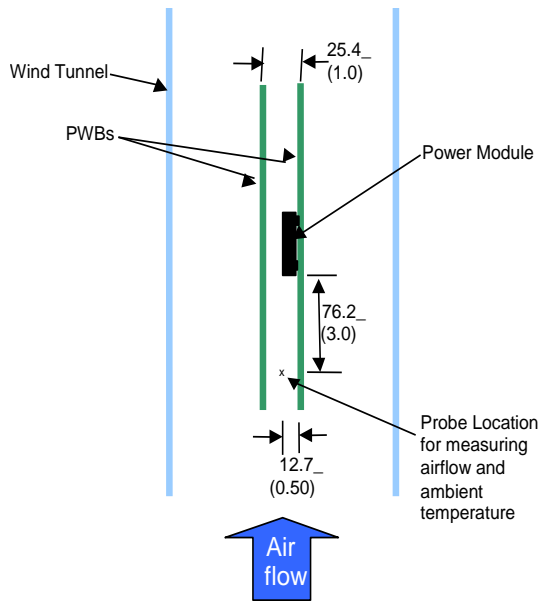 25.4_
(1.0)
Wind Tunnel
PWBs
Power Module
76.2_
(3.0)
x
Probe Location
for measuring
airflow and
ambient
temperature
12.7_
(0.50)
Air
flow